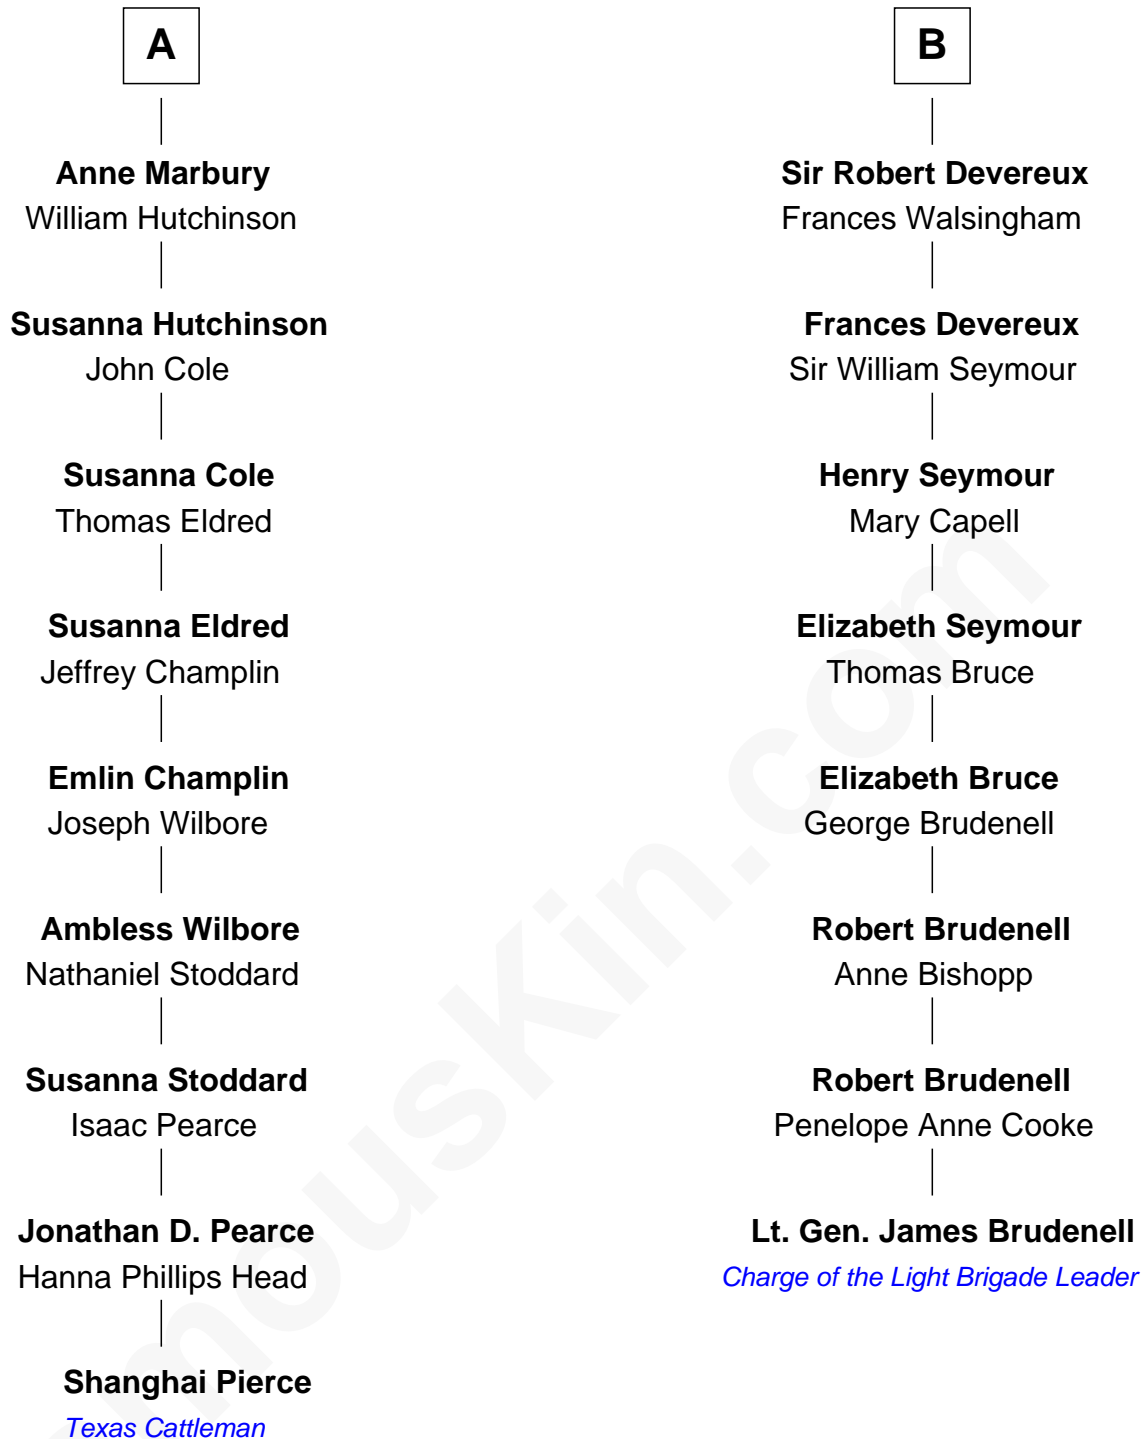 A
Anne Marbury
William Hutchinson
Susanna Hutchinson
John Cole
Susanna Cole
Thomas Eldred
Susanna Eldred
Jeffrey Champlin
Emlin Champlin
Joseph Wilbore
Ambless Wilbore
Nathaniel Stoddard
Susanna Stoddard
Isaac Pearce
Jonathan D. Pearce
Hanna Phillips Head
Shanghai Pierce
Texas Cattleman
B
Sir Robert Devereux
Frances Walsingham
Frances Devereux
Sir William Seymour
Henry Seymour
Mary Capell
Elizabeth Seymour
Thomas Bruce
Elizabeth Bruce
George Brudenell
Robert Brudenell
Anne Bishopp
Robert Brudenell
Penelope Anne Cooke
Lt. Gen. James Brudenell
Charge of the Light Brigade Leader
mousKin.com